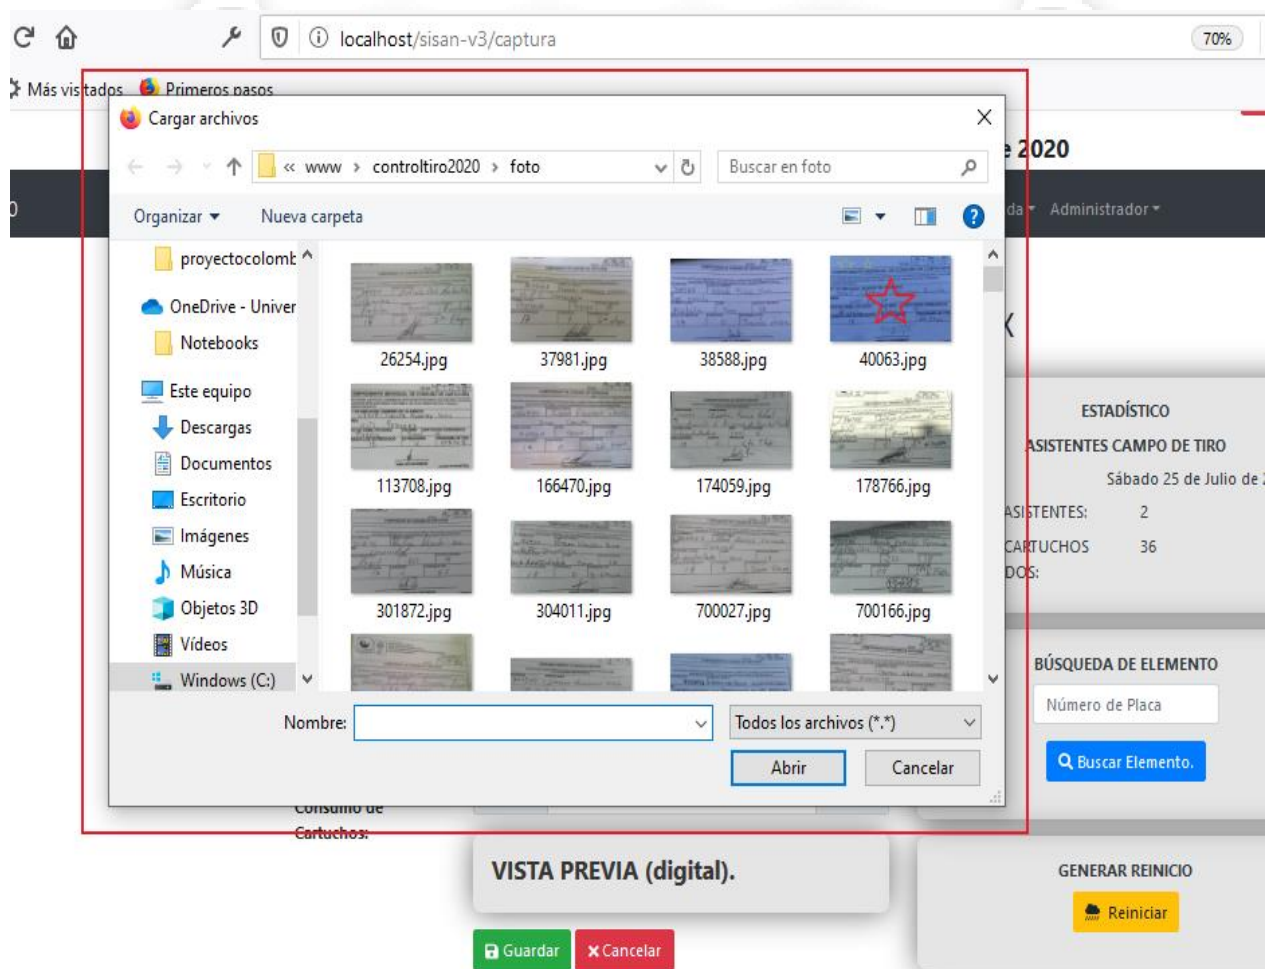 localhost/sisan-v3/captura
70%
Más visitados
Primeros pasos
Cargar archivos
« www > controltiro2020 > foto
Buscar en foto
2020
0
Organizar
Nueva carpeta
da
Administrador
proyectocolomb
OneDrive - Univer
Notebooks
Este equipo
Descargas
Documentos
Escritorio
Imágenes
Música
Objetos 3D
Vídeos
Windows (C:)
26254.jpg
37981.jpg
38588.jpg
40063.jpg
113708.jpg
166470.jpg
174059.jpg
178766.jpg
301872.jpg
304011.jpg
700027.jpg
700166.jpg
Nombre:
Todos los archivos (*.*)
Abrir
Cancelar
ESTADÍSTICO
ASISTENTES CAMPO DE TIRO
Sábado 25 de Julio de 2
ASISTENTES: 2
CARTUCHOS 36
DOS:
BÚSQUEDA DE ELEMENTO
Número de Placa
Buscar Elemento.
Consumo de
Cartuchos:
VISTA PREVIA (digital).
GENERAR REINICIO
Reiniciar
Guardar
Cancelar